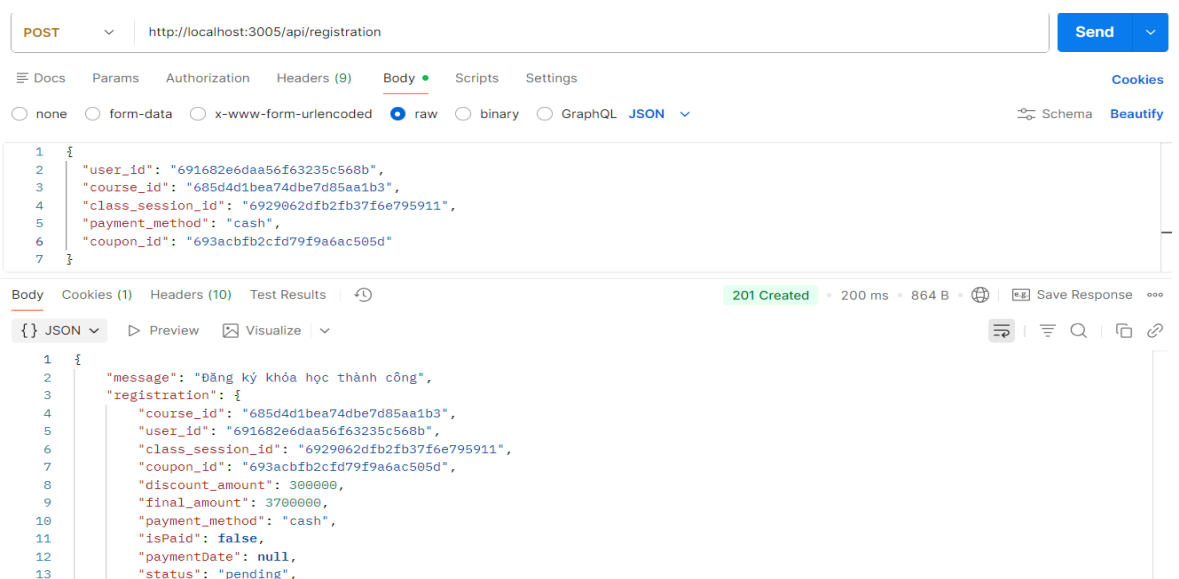 POST http://localhost:3005/api/registration Send
Docs Params Authorization Headers (9) Body Scripts Settings Cookies
none form-data x-www-form-urlencoded raw binary GraphQL JSON Schema Beautify
1 {
2 "user_id": "691682e6daa56f63235c568b",
3 "course_id": "685d4d1bea74dbe7d85aa1b3",
4 "class_session_id": "6929062dfb2fb37f6e795911",
5 "payment_method": "cash",
6 "coupon_id": "693acbfb2cfd79f9a6ac505d"
7 }
Body Cookies (1) Headers (10) Test Results 201 Created 200 ms 864 B e.g. Save Response
{} JSON Preview Visualize
1 {
2 "message": "Đăng ký khóa học thành công",
3 "registration": {
4 "course_id": "685d4d1bea74dbe7d85aa1b3",
5 "user_id": "691682e6daa56f63235c568b",
6 "class_session_id": "6929062dfb2fb37f6e795911",
7 "coupon_id": "693acbfb2cfd79f9a6ac505d",
8 "discount_amount": 300000,
9 "final_amount": 3700000,
10 "payment_method": "cash",
11 "isPaid": false,
12 "paymentDate": null,
13 "status": "pending",